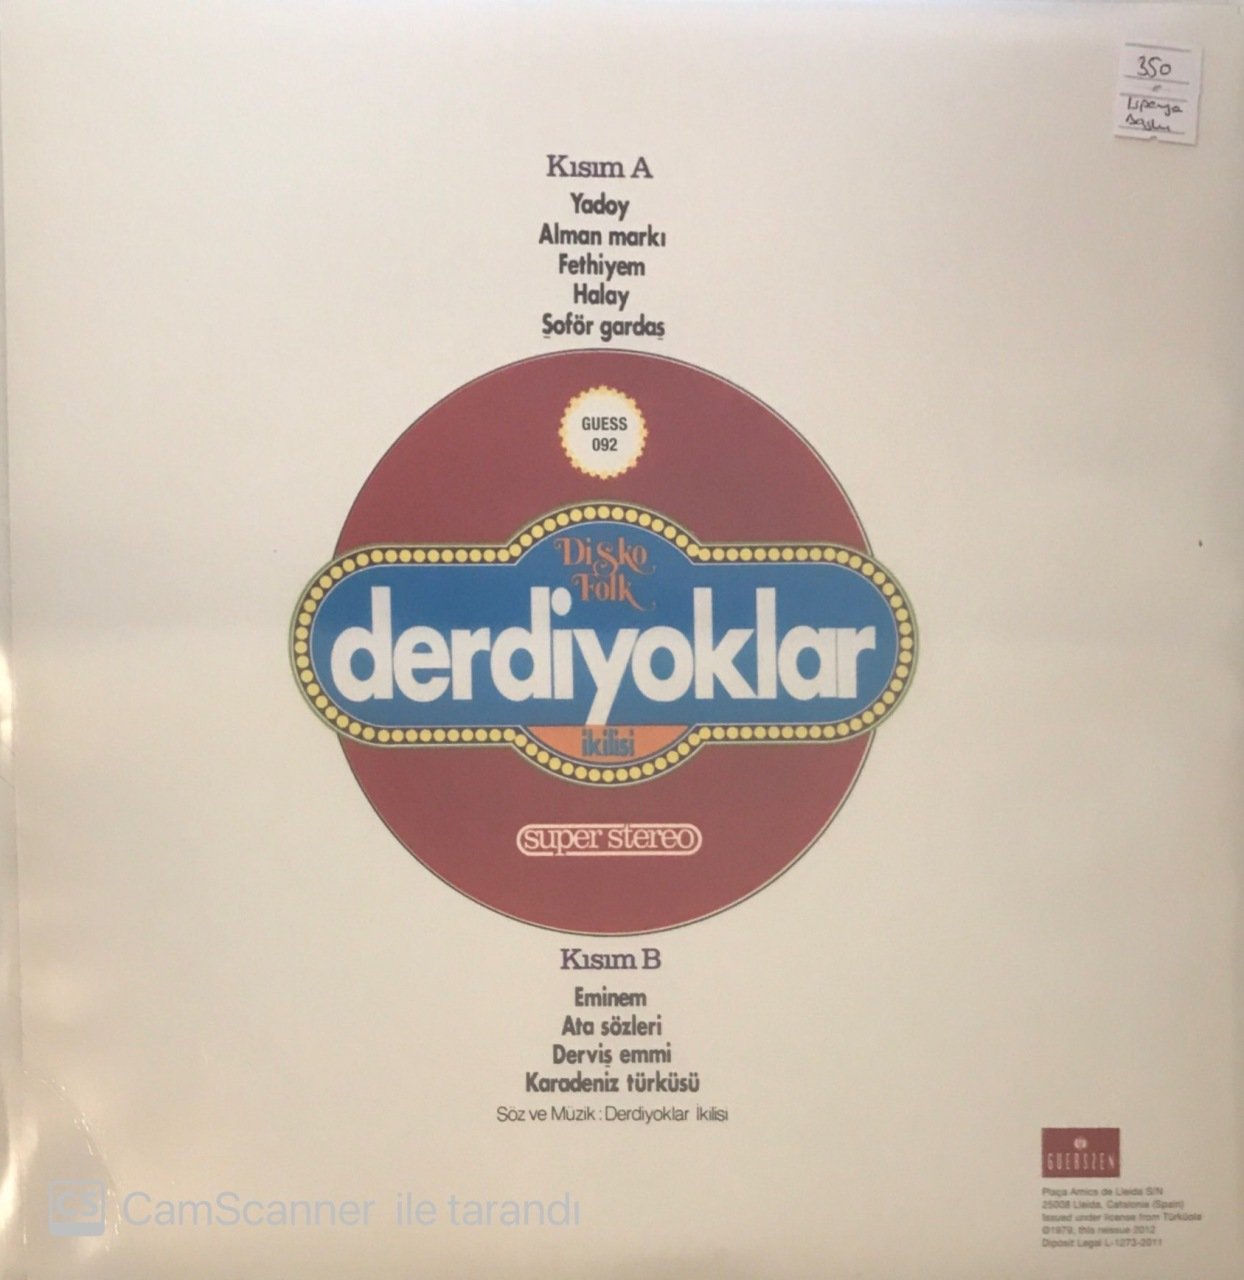 350
Kısım A
Yadoy
Alman markı
Fethiyem
Halay
Şoför gardaş
GUESS
092
Disko
Folk
derdiyoklar
ikilisi
super stereo
Kısım B
Eminem
Ata sözleri
Derviş emmi
Karadeniz türküsü
Söz ve Müzik : Derdiyoklar İkilisi
GUERSZEN
Plaça Amics de Lleida S/N
25008 Lleida, Catalonia (Spain)
Issued under license from Türküola
©1979, this reissue 2012
Dipòsit Legal L-1273-2011
CS CamScanner ile tarandı